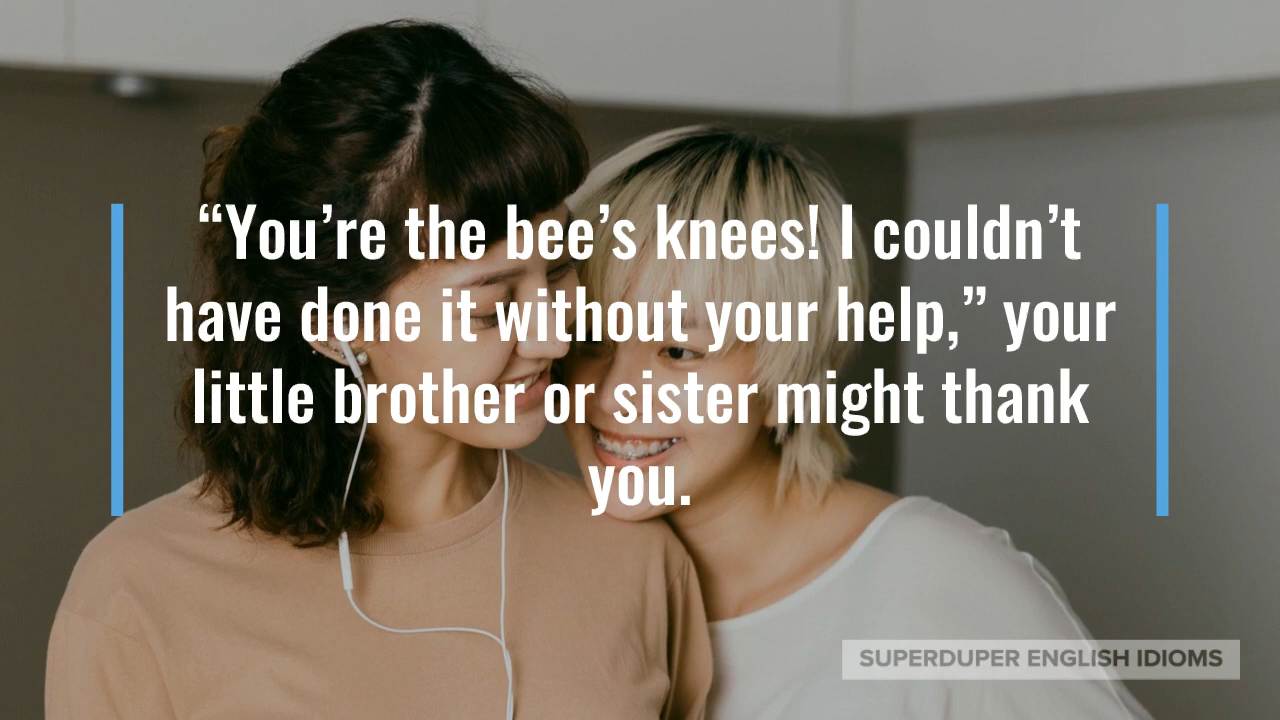 “You’re the bee’s knees! I couldn’t
have done it without your help,” your
little brother or sister might thank
you.
SUPERDUPER ENGLISH IDIOMS